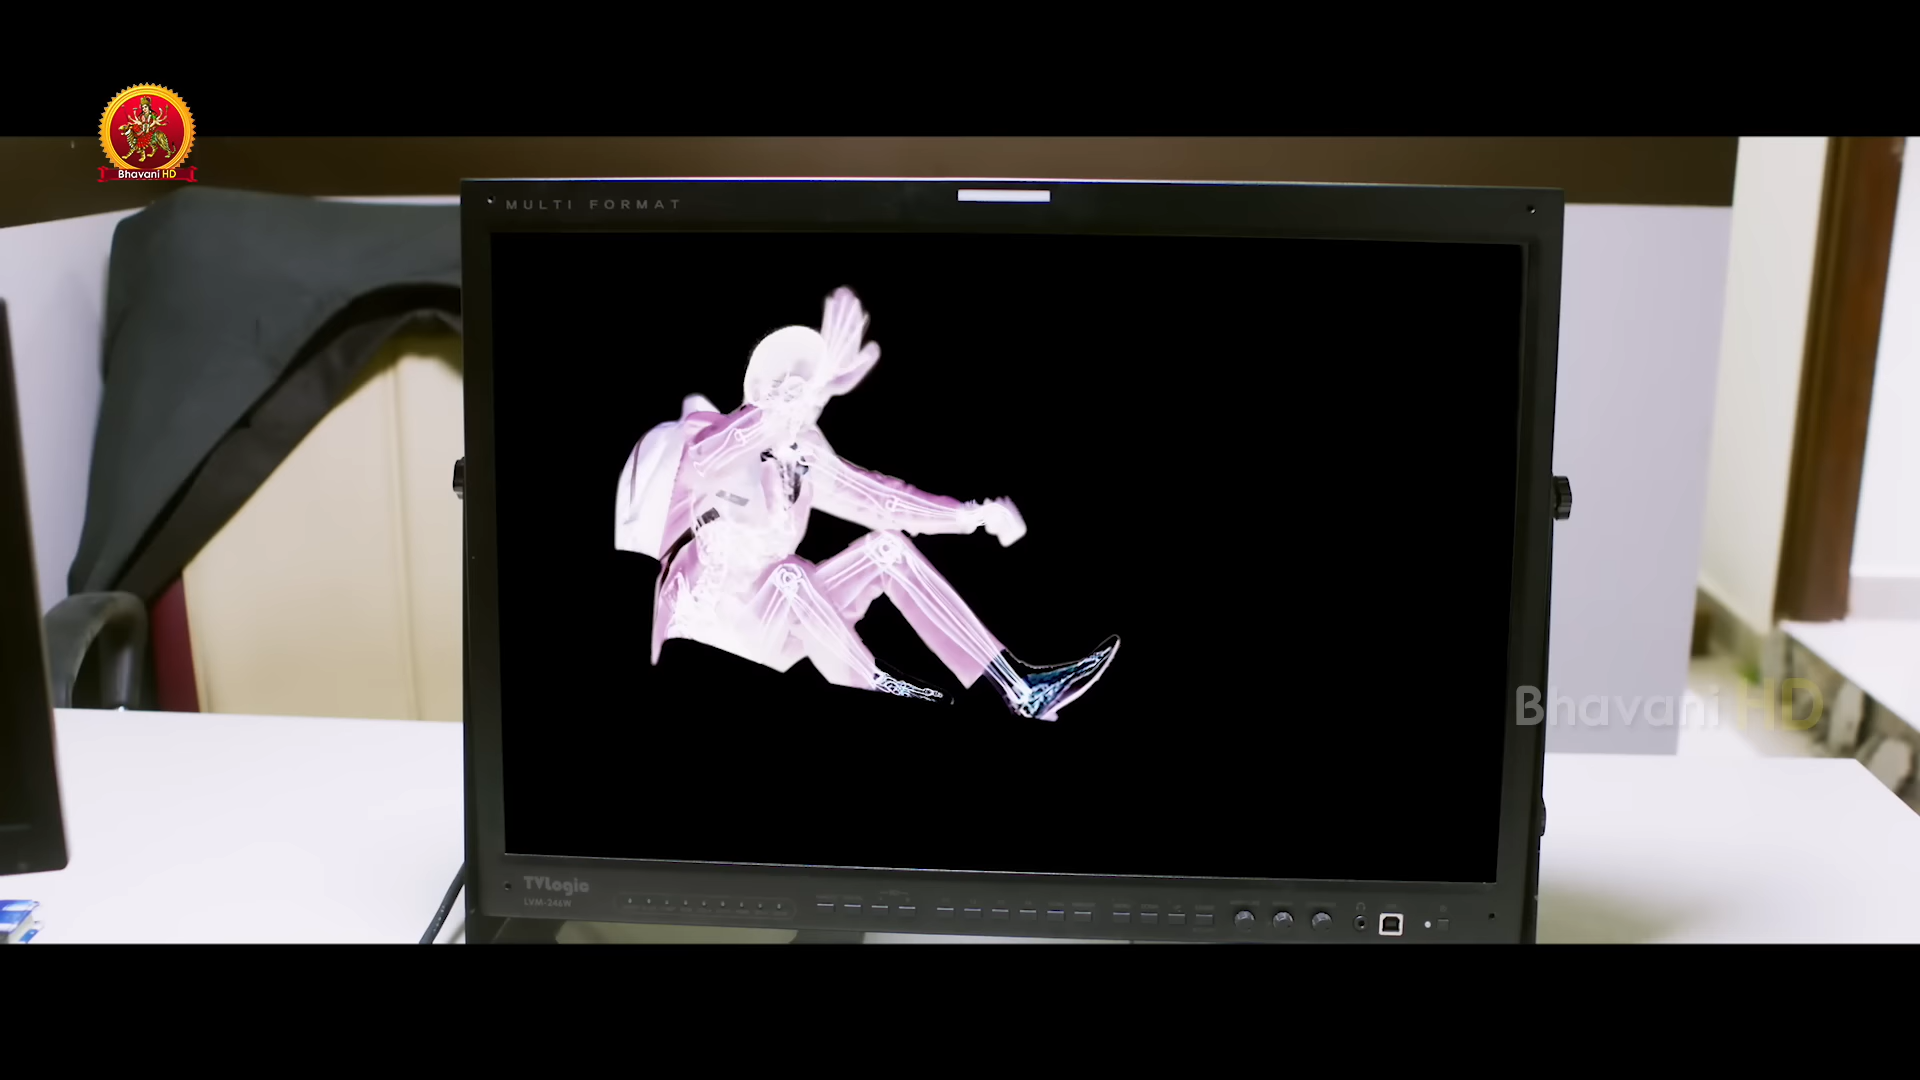 Bhavani HD
MULTI FORMAT
Bhavani HD
TVLogic
LVM-246W